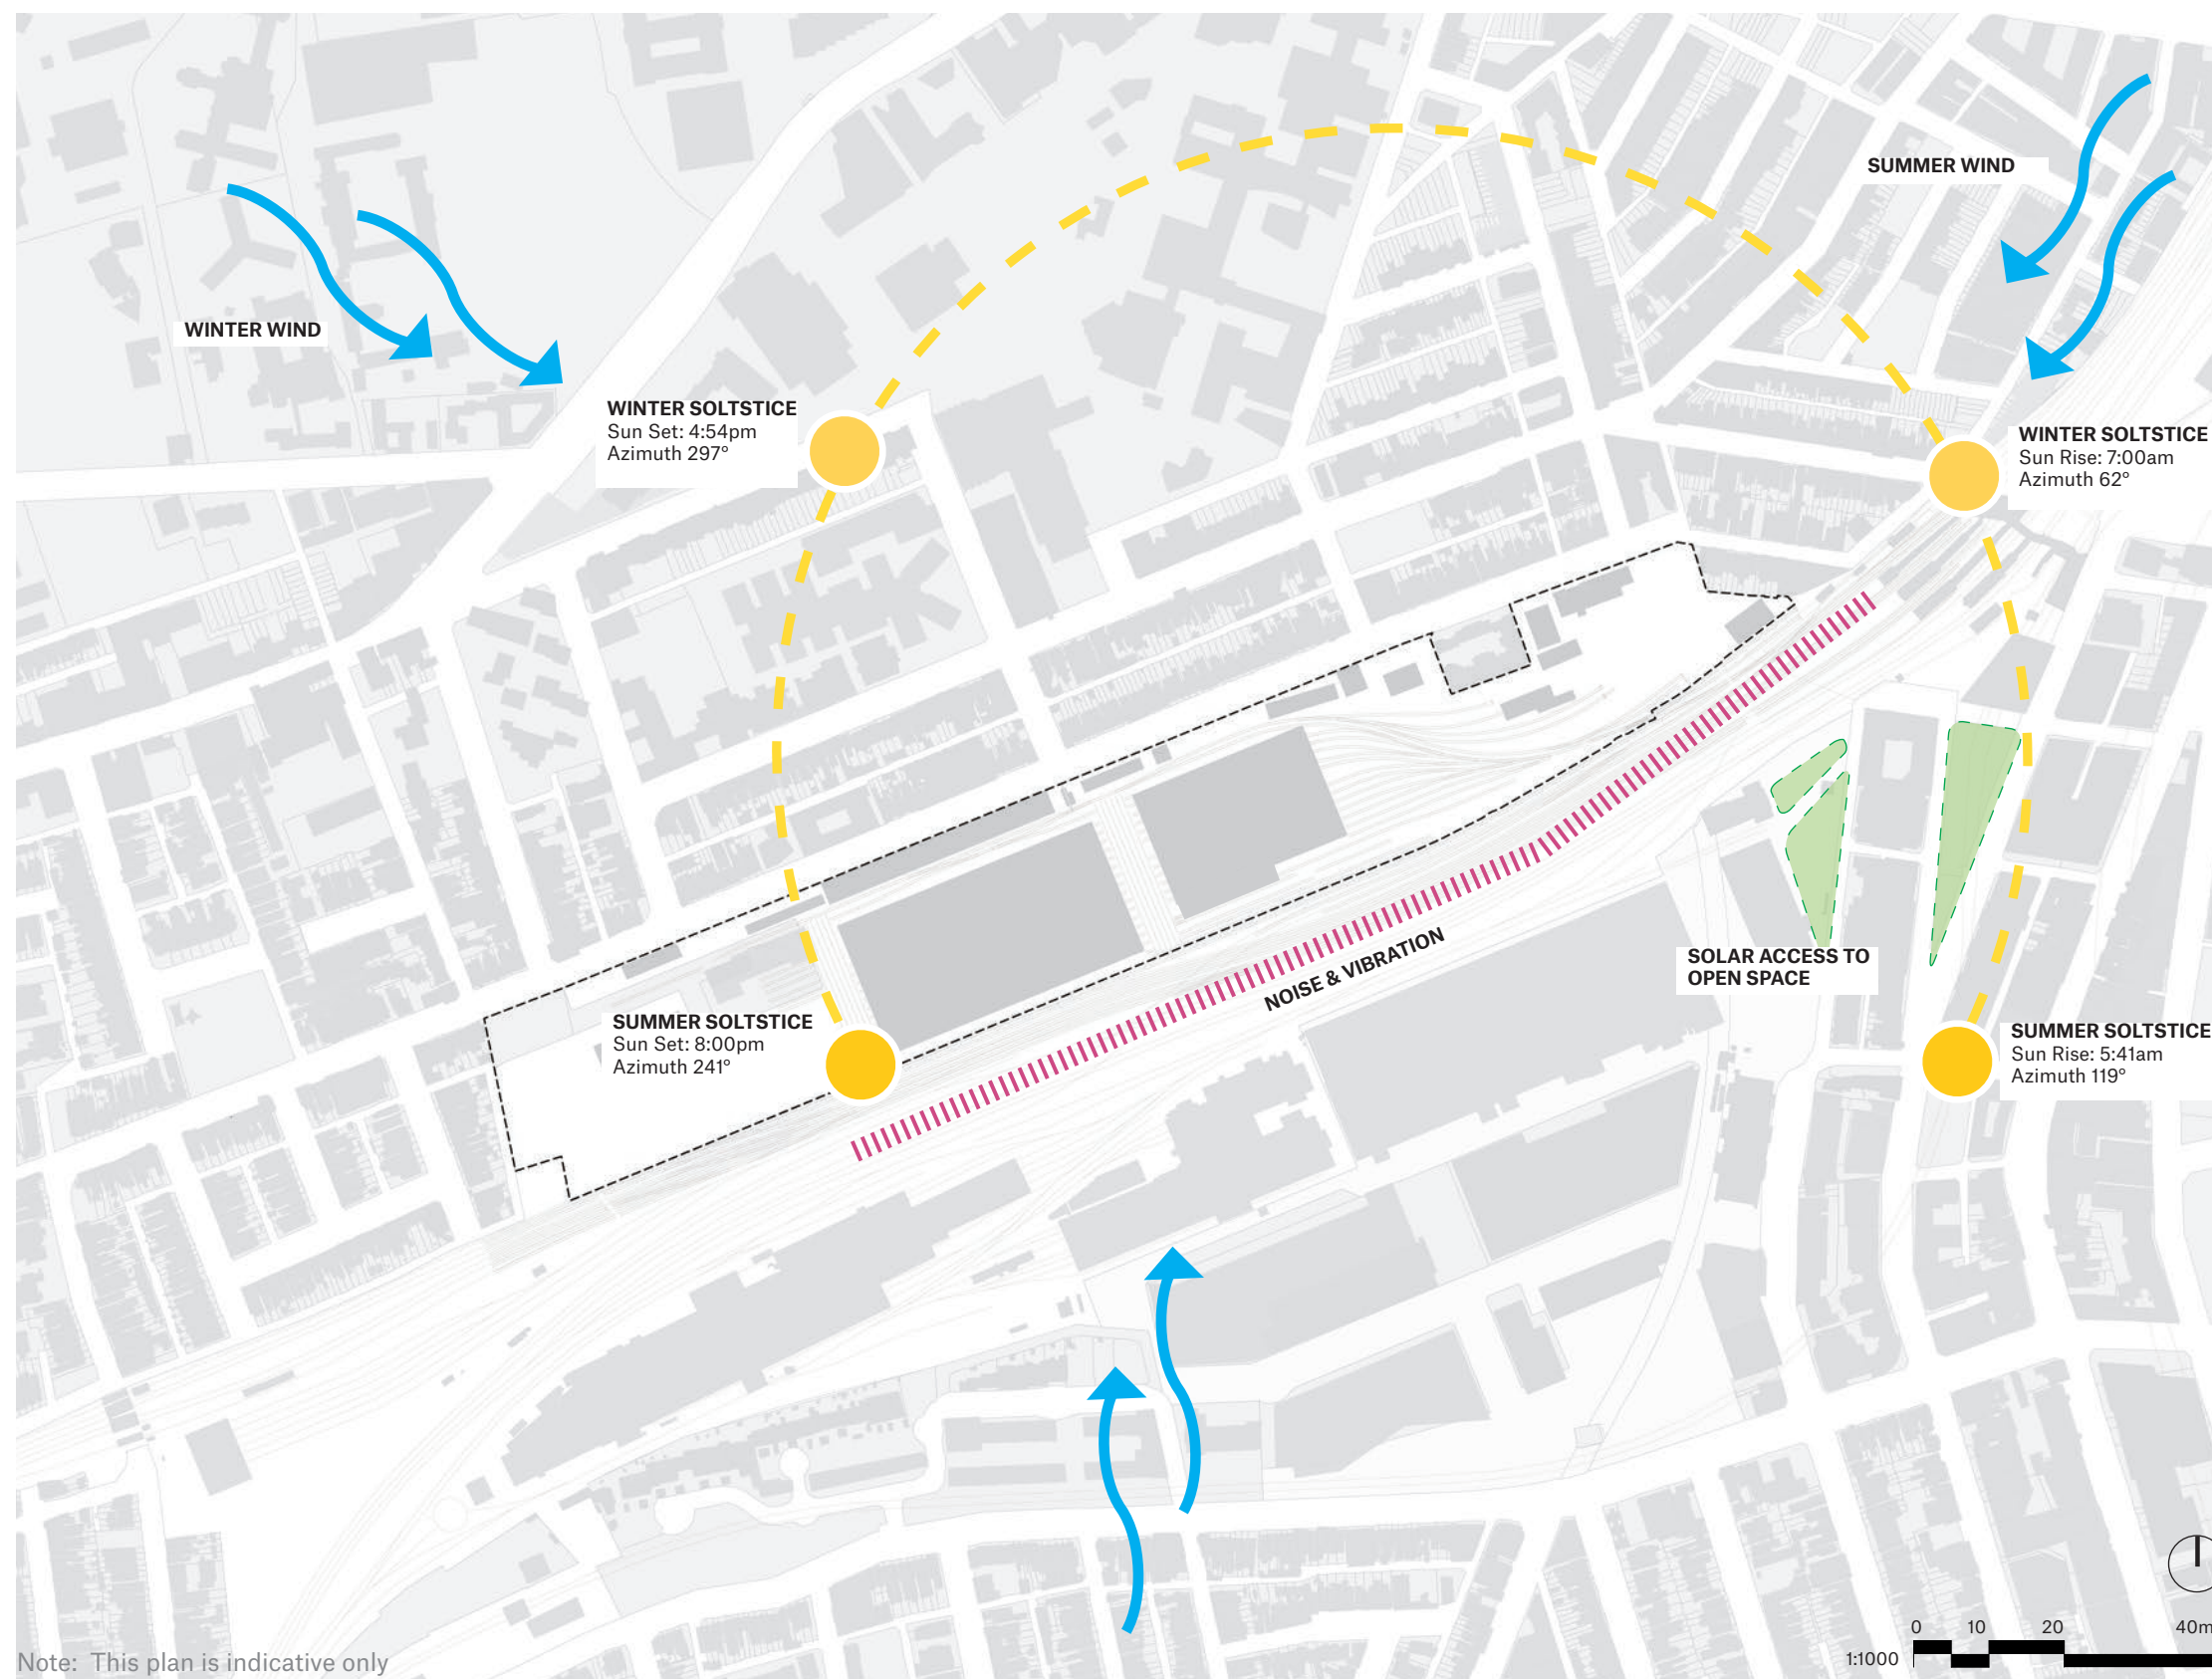 SUMMER WIND
WINTER WIND
WINTER SOLTSTICE
Sun Set: 4:54pm
Azimuth 297°
WINTER SOLTSTICE
Sun Rise: 7:00am
Azimuth 62°
NOISE & VIBRATION
SOLAR ACCESS TO
OPEN SPACE
SUMMER SOLTSTICE
Sun Set: 8:00pm
Azimuth 241°
SUMMER SOLTSTICE
Sun Rise: 5:41am
Azimuth 119°
0 10 20 40m
1:1000
Note: This plan is indicative only